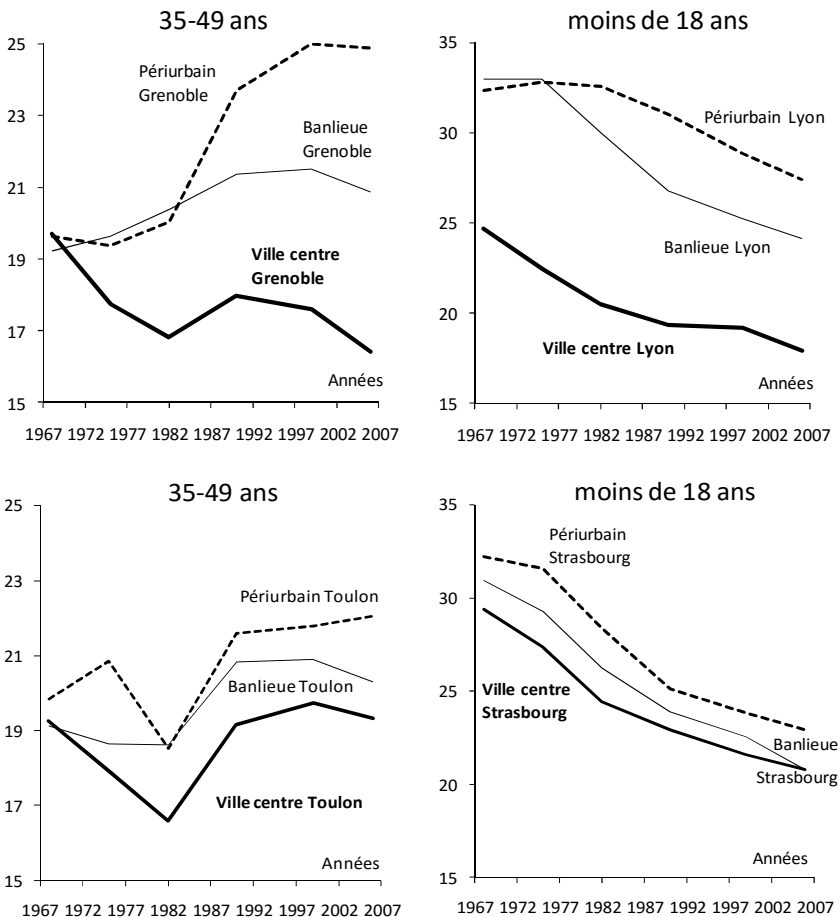 35-49 ans
25
23
21
19
17
15
Périurbain
Grenoble
Banlieue
Grenoble
Ville centre
Grenoble
Années
1967 1972 1977 1982 1987 1992 1997 2002 2007
moins de 18 ans
35
30
25
20
15
Périurbain Lyon
Banlieue Lyon
Ville centre Lyon
Années
1967 1972 1977 1982 1987 1992 1997 2002 2007
35-49 ans
25
23
21
19
17
15
Périurbain Toulon
Banlieue Toulon
Ville centre Toulon
Années
1967 1972 1977 1982 1987 1992 1997 2002 2007
moins de 18 ans
35
30
25
20
15
Périurbain
Strasbourg
Ville centre
Strasbourg
Banlieue
Strasbourg
Années
1967 1972 1977 1982 1987 1992 1997 2002 2007